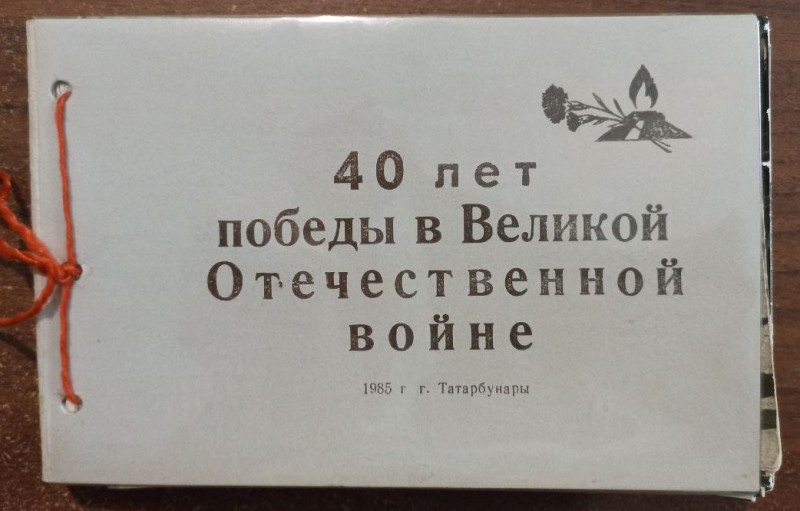 40 лет
победы в Великой
Отечественной
войне
1985 г г. Татарбунары